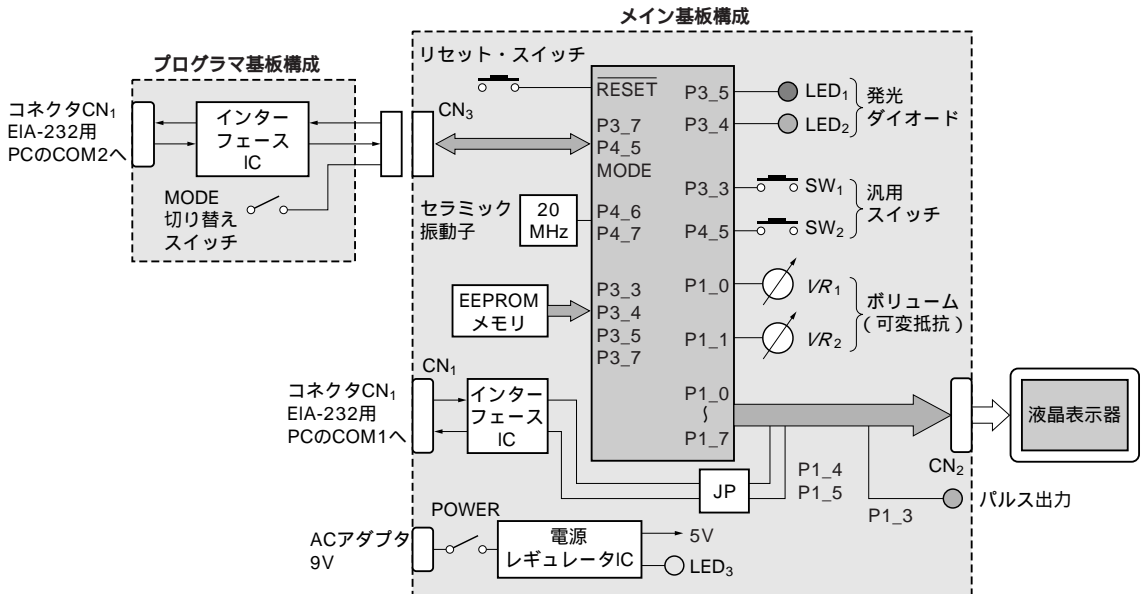 メイン基板構成
プログラマ基板構成
コネクタCN1
EIA-232用
PCのCOM2へ
インター
フェース
IC
MODE
切り替え
スイッチ
CN3
リセット・スイッチ
セラミック
振動子
20
MHz
EEPROM
メモリ
RESET
P3_7
P4_5
MODE
P4_6
P4_7
P3_3
P3_4
P3_5
P3_7
P3_5
P3_4
P3_3
P4_5
P1_0
P1_1
P1_0
〜
P1_7
LED1
LED2
発光
ダイオード
SW1
SW2
汎用
スイッチ
VR1
VR2
ボリューム
(可変抵抗)
コネクタCN1
EIA-232用
PCのCOM1へ
CN1
インター
フェース
IC
JP
P1_4
P1_5
P1_3
パルス出力
CN2
液晶表示器
ACアダプタ
9V
POWER
電源
レギュレータIC
5V
LED3